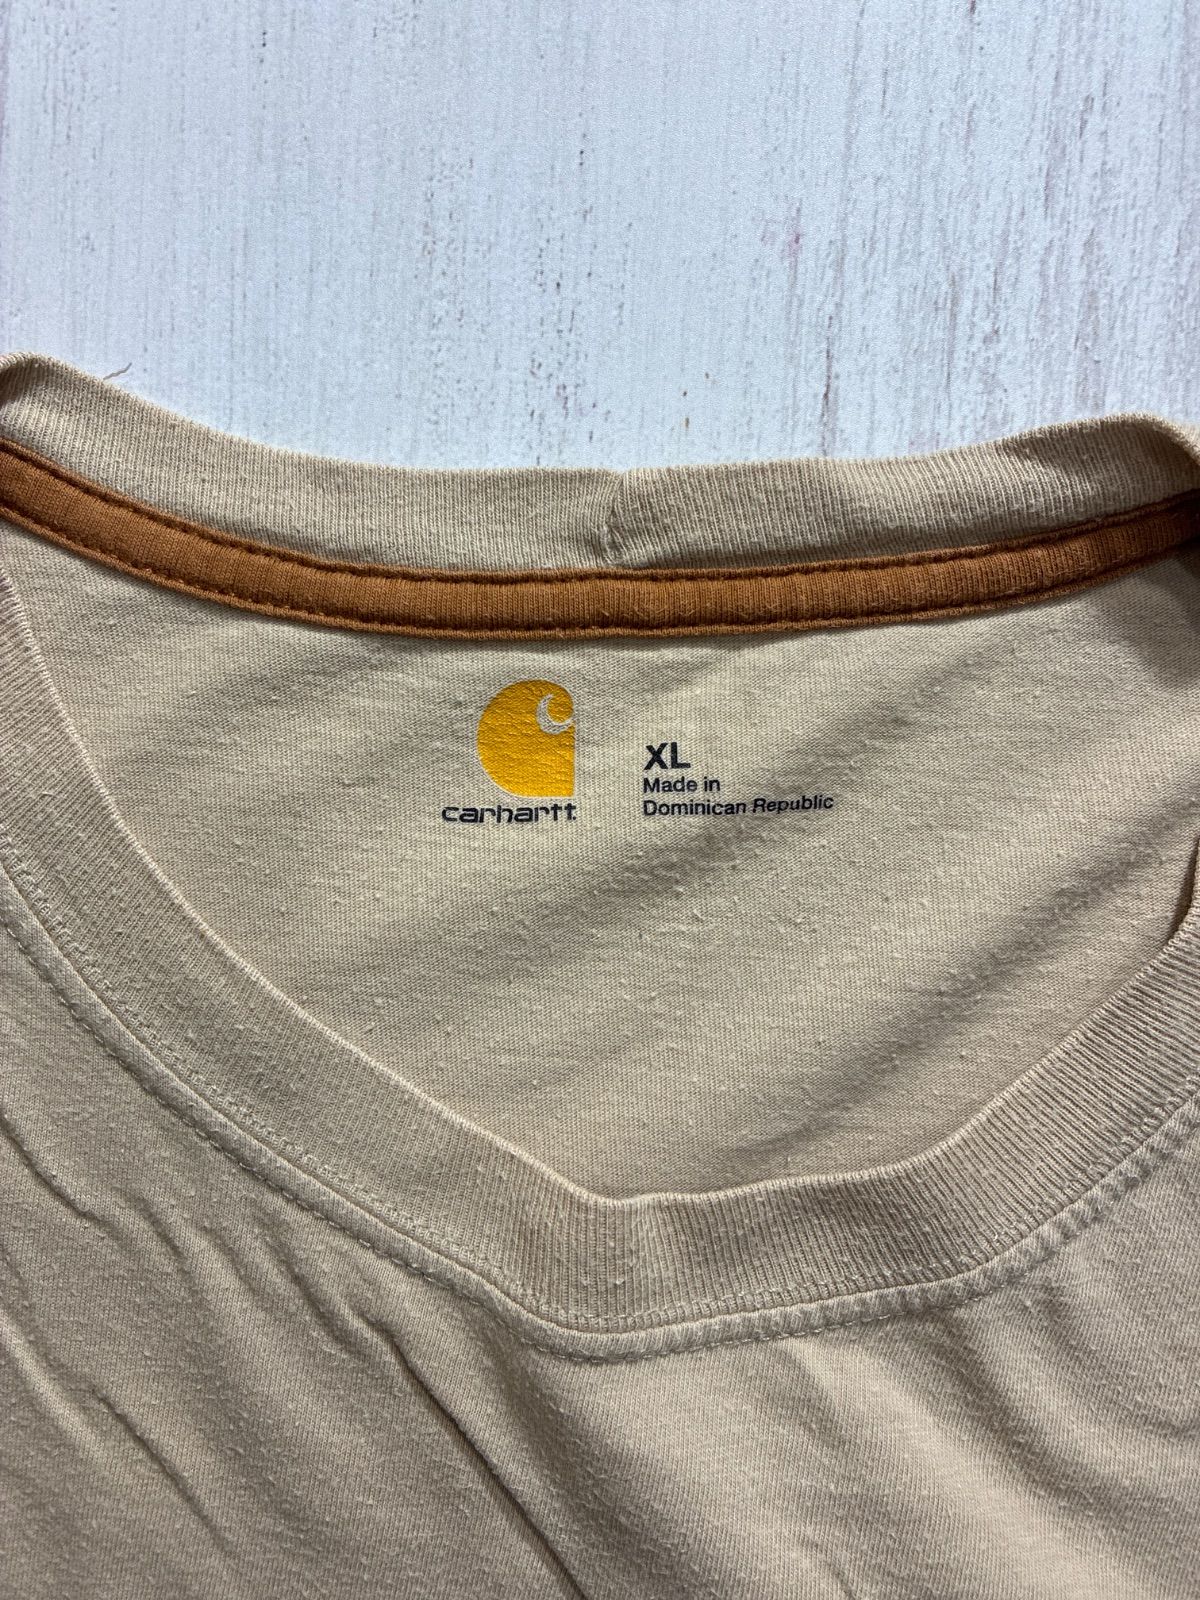 carhartt
XL
Made in
Dominican Republic